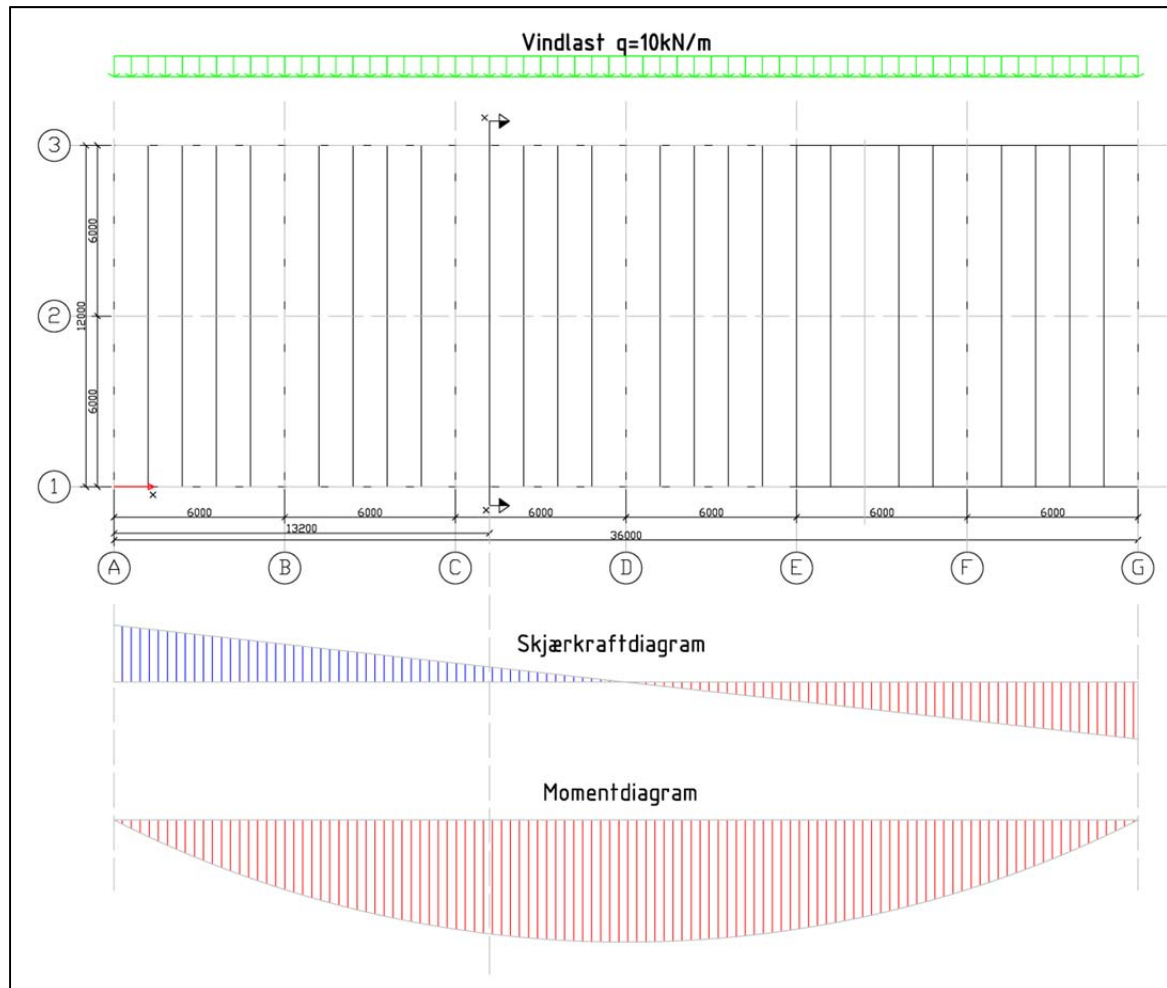 Vindlast q=10kN/m
×
3
6000
2
12000
6000
1
×
×
6000 6000 6000 6000 6000 6000
13200
36000
A B C D E F G
Skjærkraftdiagram
Momentdiagram